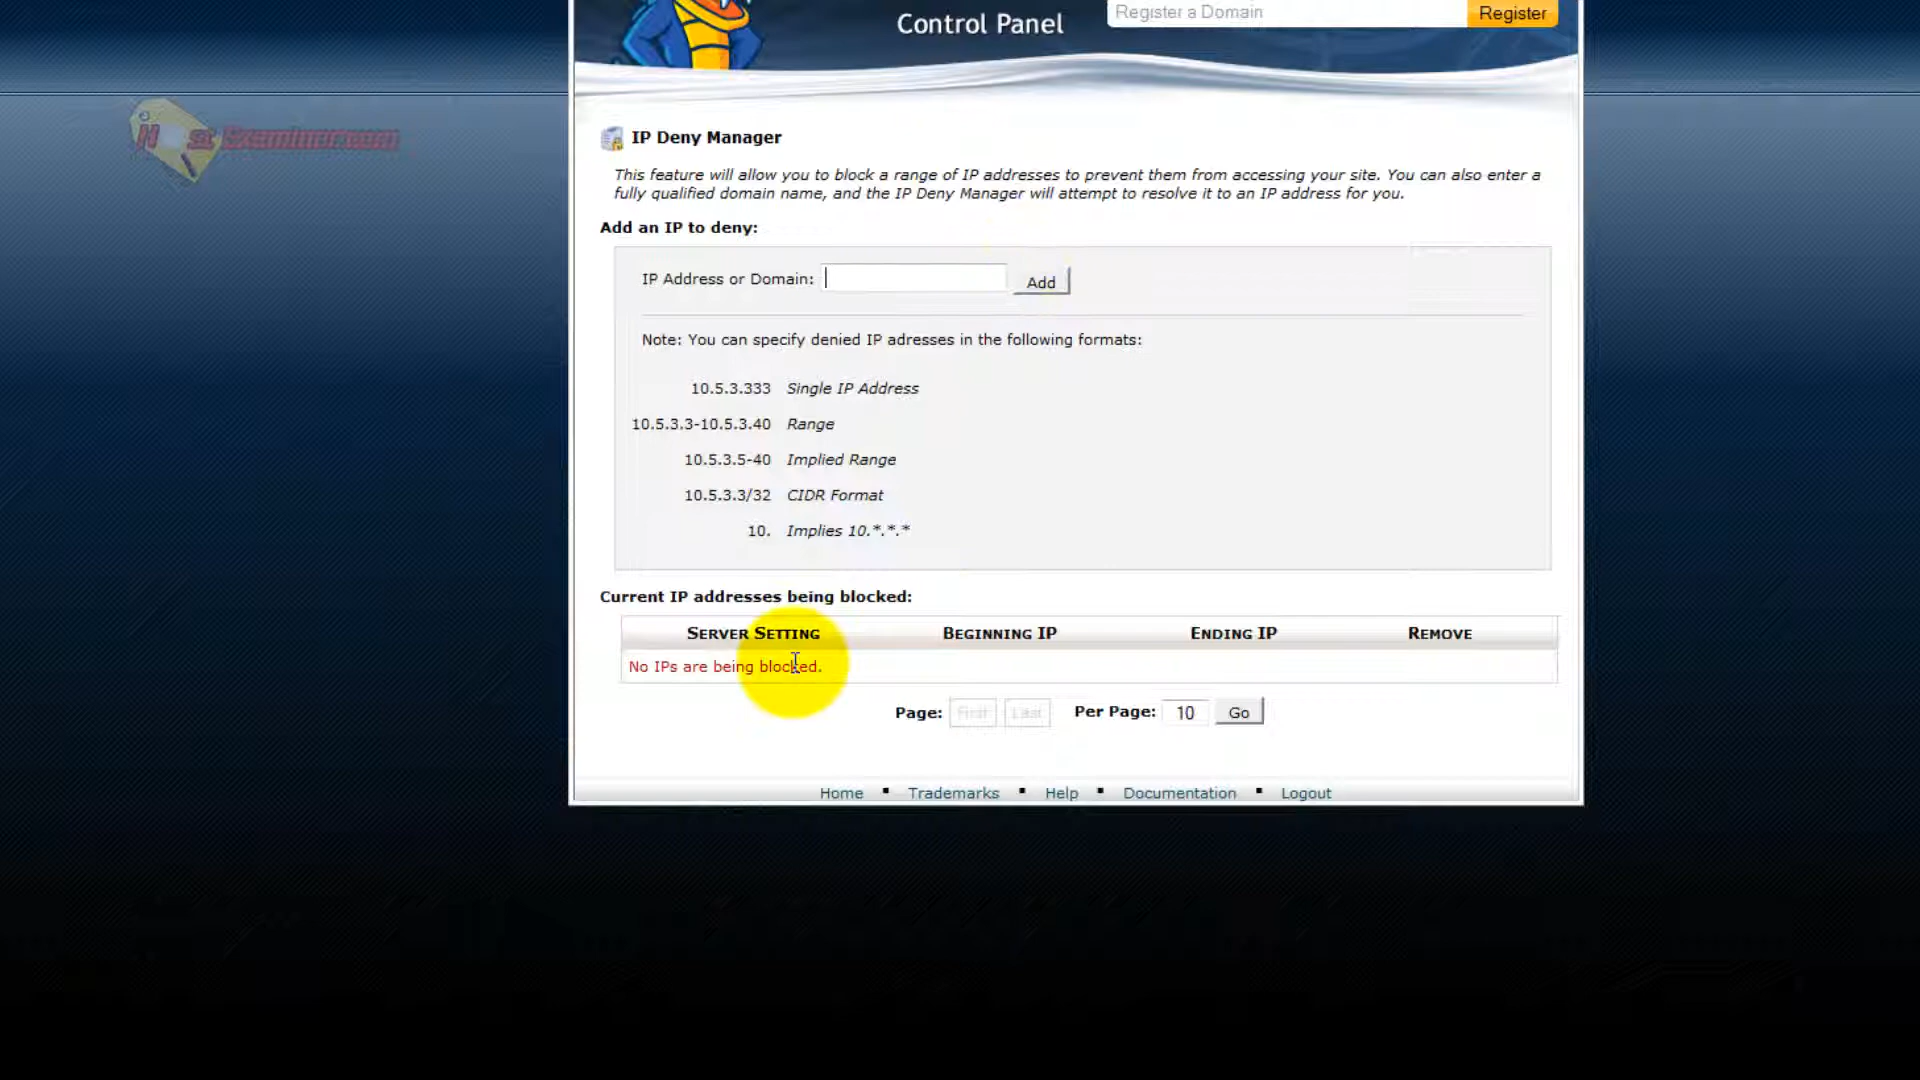 Control Panel
Register a Domain
Register
IP Deny Manager
This feature will allow you to block a range of IP addresses to prevent them from accessing your site. You can also enter a
fully qualified domain name, and the IP Deny Manager will attempt to resolve it to an IP address for you.
Add an IP to deny:
IP Address or Domain:
Add
Note: You can specify denied IP adresses in the following formats:
10.5.3.333 Single IP Address
10.5.3.3-10.5.3.40 Range
10.5.3.5-40 Implied Range
10.5.3.3/32 CIDR Format
10. Implies 10.*.*.*
Current IP addresses being blocked:
SERVER SETTING BEGINNING IP ENDING IP REMOVE
No IPs are being blocked.
Page: First Last Per Page: 10 Go
Home ▪ Trademarks ▪ Help ▪ Documentation ▪ Logout